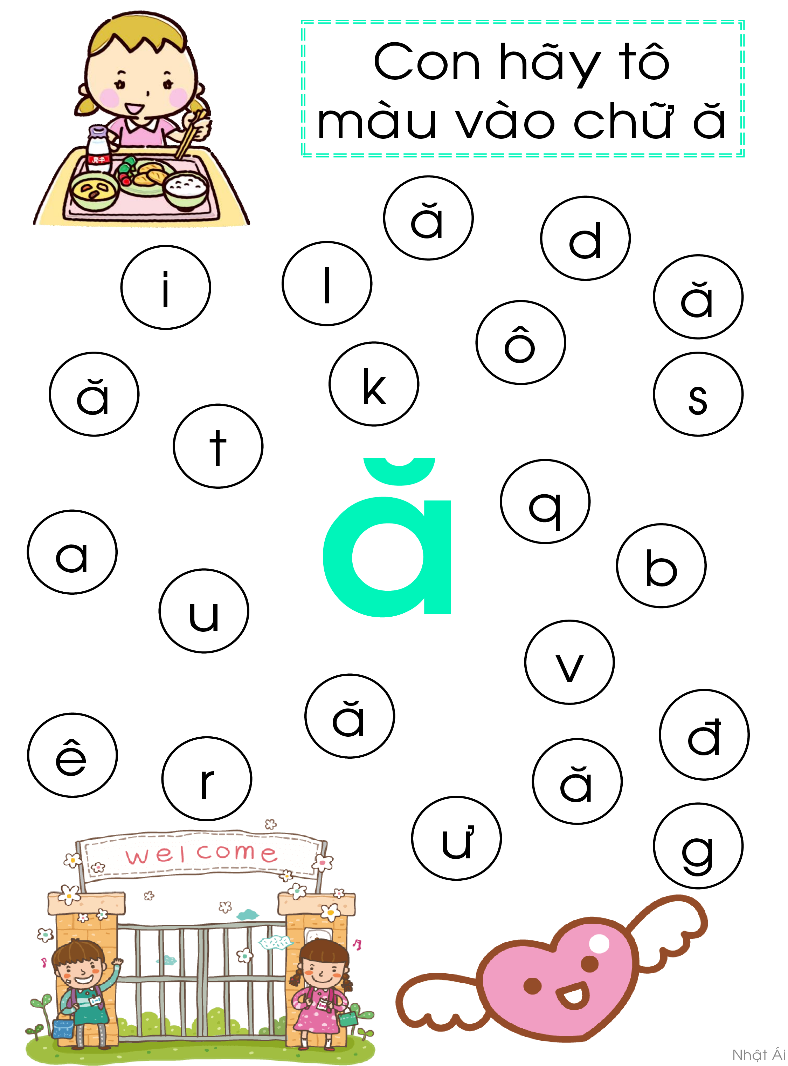 Con hãy tô
màu vào chữ ă
ă
d
i
l
ă
ô
ă
k
s
t
ă
q
a
b
u
v
ă
đ
ê
r
ă
ư
g
welcome
Nhật Ái